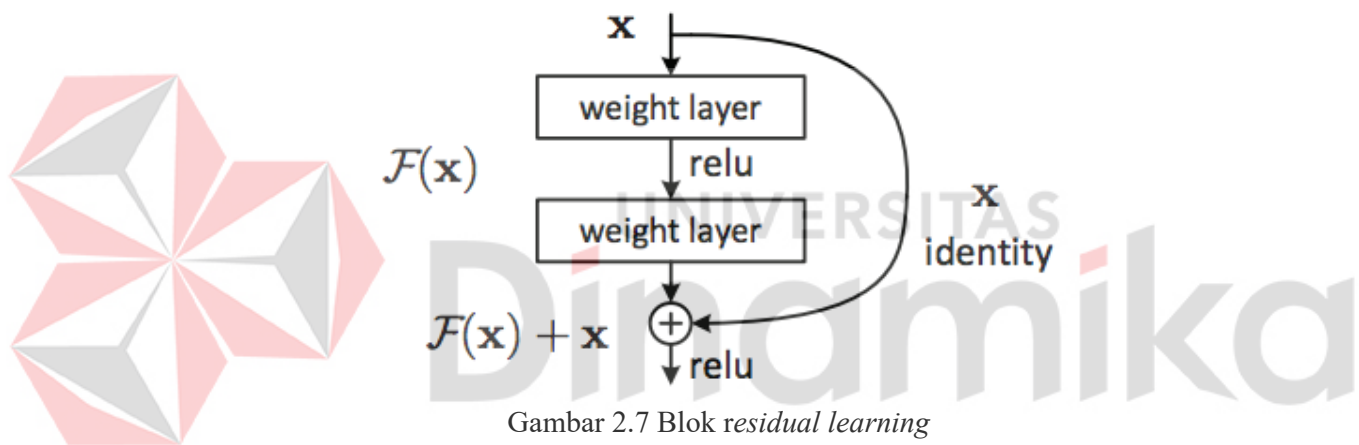 x
weight layer
relu
F(x)
weight layer
x
identity
F(x) + x
+
relu
UNIVERSITAS
Dinamika
Gambar 2.7 Blok residual learning